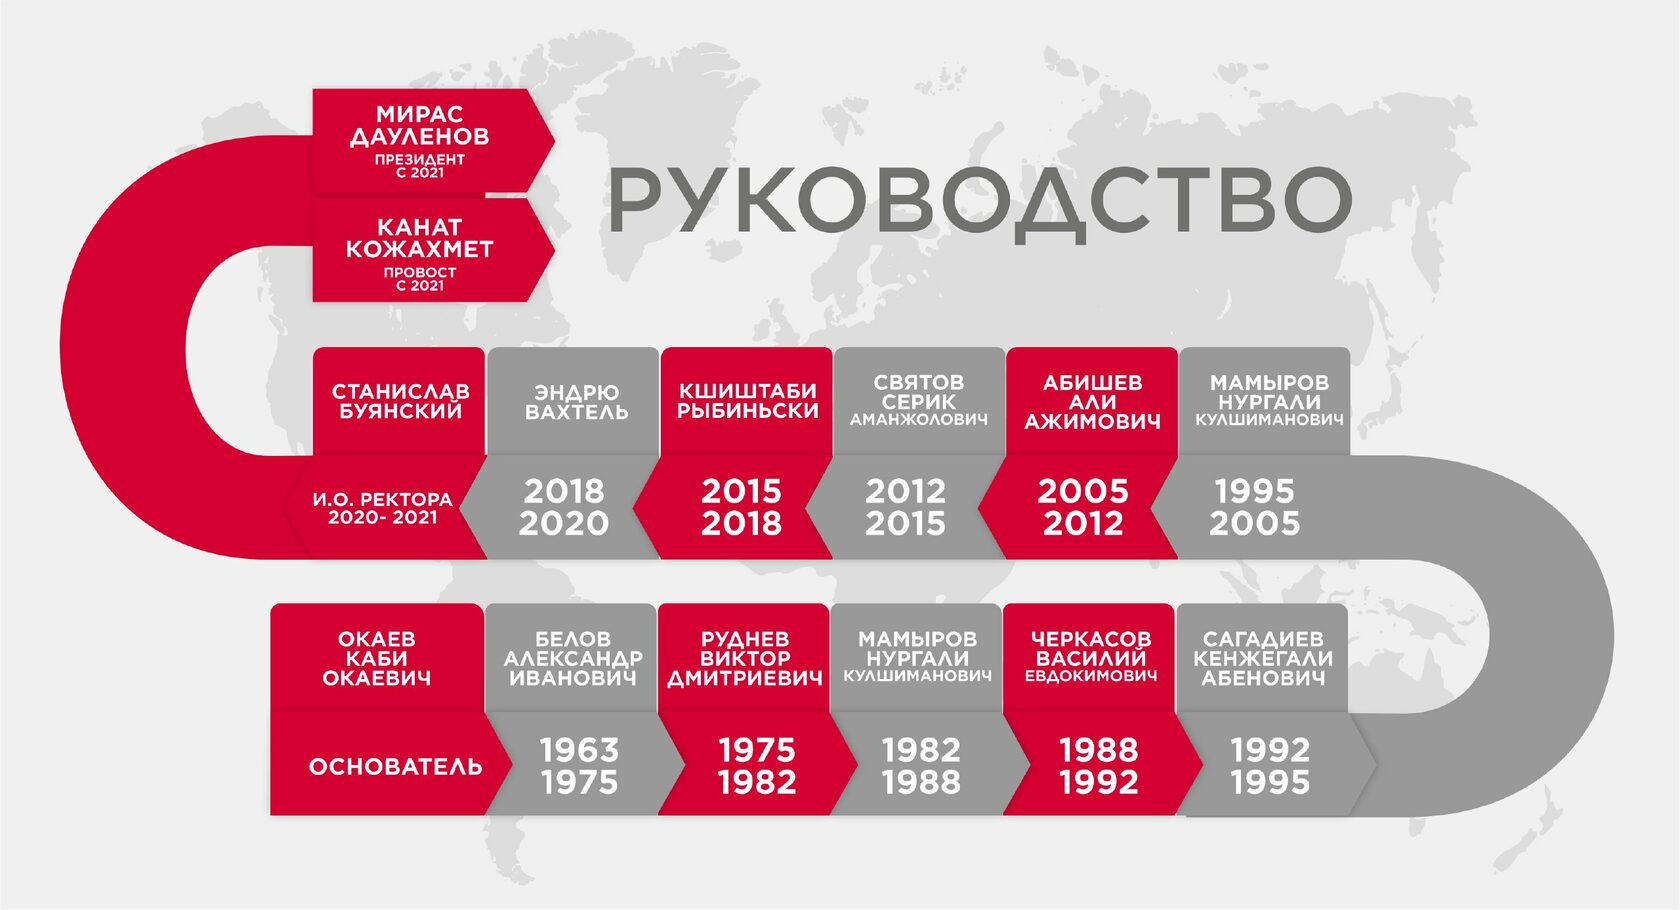 РУКОВОДСТВО
МИРАС
ДАУЛЕНОВ
ПРЕЗИДЕНТ
С 2021
КАНАТ
КОЖАХМЕТ
ПРОВОСТ
С 2021
СТАНИСЛАВ
БУЯНСКИЙ
И.О. РЕКТОРА
2020- 2021
ЭНДРЮ
ВАХТЕЛЬ
2018
2020
КШИШТАБИ
РЫБИНЬСКИ
2015
2018
СВЯТОВ
СЕРИК
АМАНЖОЛОВИЧ
2012
2015
АБИШЕВ
АЛИ
АЖИМОВИЧ
2005
2012
МАМЫРОВ
НУРГАЛИ
КУЛШИМАНОВИЧ
1995
2005
ОКАЕВ
КАБИ
ОКАЕВИЧ
ОСНОВАТЕЛЬ
БЕЛОВ
АЛЕКСАНДР
ИВАНОВИЧ
1963
1975
РУДНЕВ
ВИКТОР
ДМИТРИЕВИЧ
1975
1982
МАМЫРОВ
НУРГАЛИ
КУЛШИМАНОВИЧ
1982
1988
ЧЕРКАСОВ
ВАСИЛИЙ
ЕВДОКИМОВИЧ
1988
1992
САГАДИЕВ
КЕНЖЕГАЛИ
АБЕНОВИЧ
1992
1995